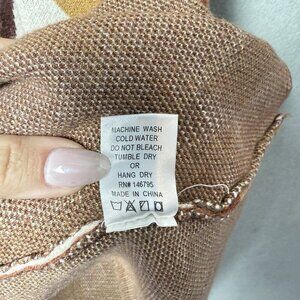 MACHINE WASH
COLD WATER
DO NOT BLEACH
TUMBLE DRY
OR
HANG DRY
RN# 146795
MADE IN CHINA